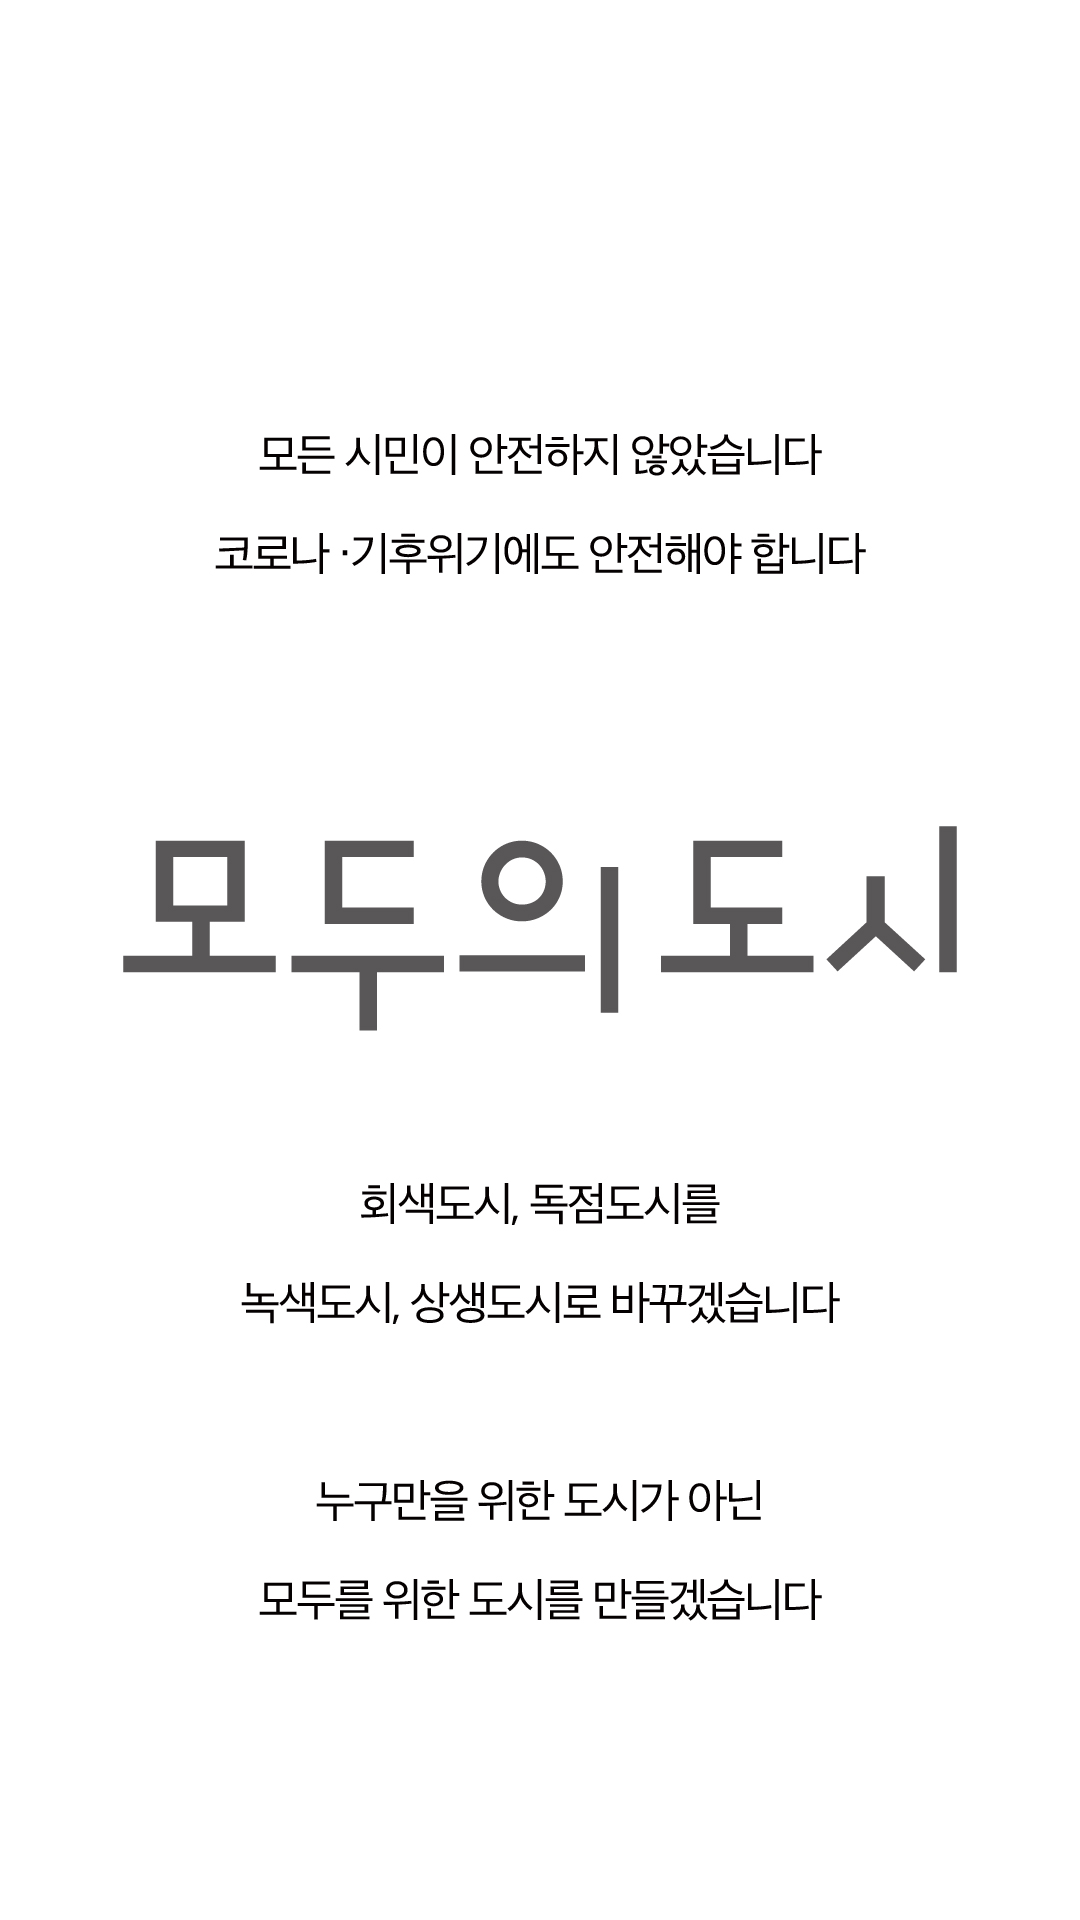 모든 시민이 안전하지 않았습니다
코로나 ·기후위기에도 안전해야 합니다
모두의 도시
회색도시, 독점도시를
녹색도시, 상생도시로 바꾸겠습니다
누구만을 위한 도시가 아닌
모두를 위한 도시를 만들겠습니다